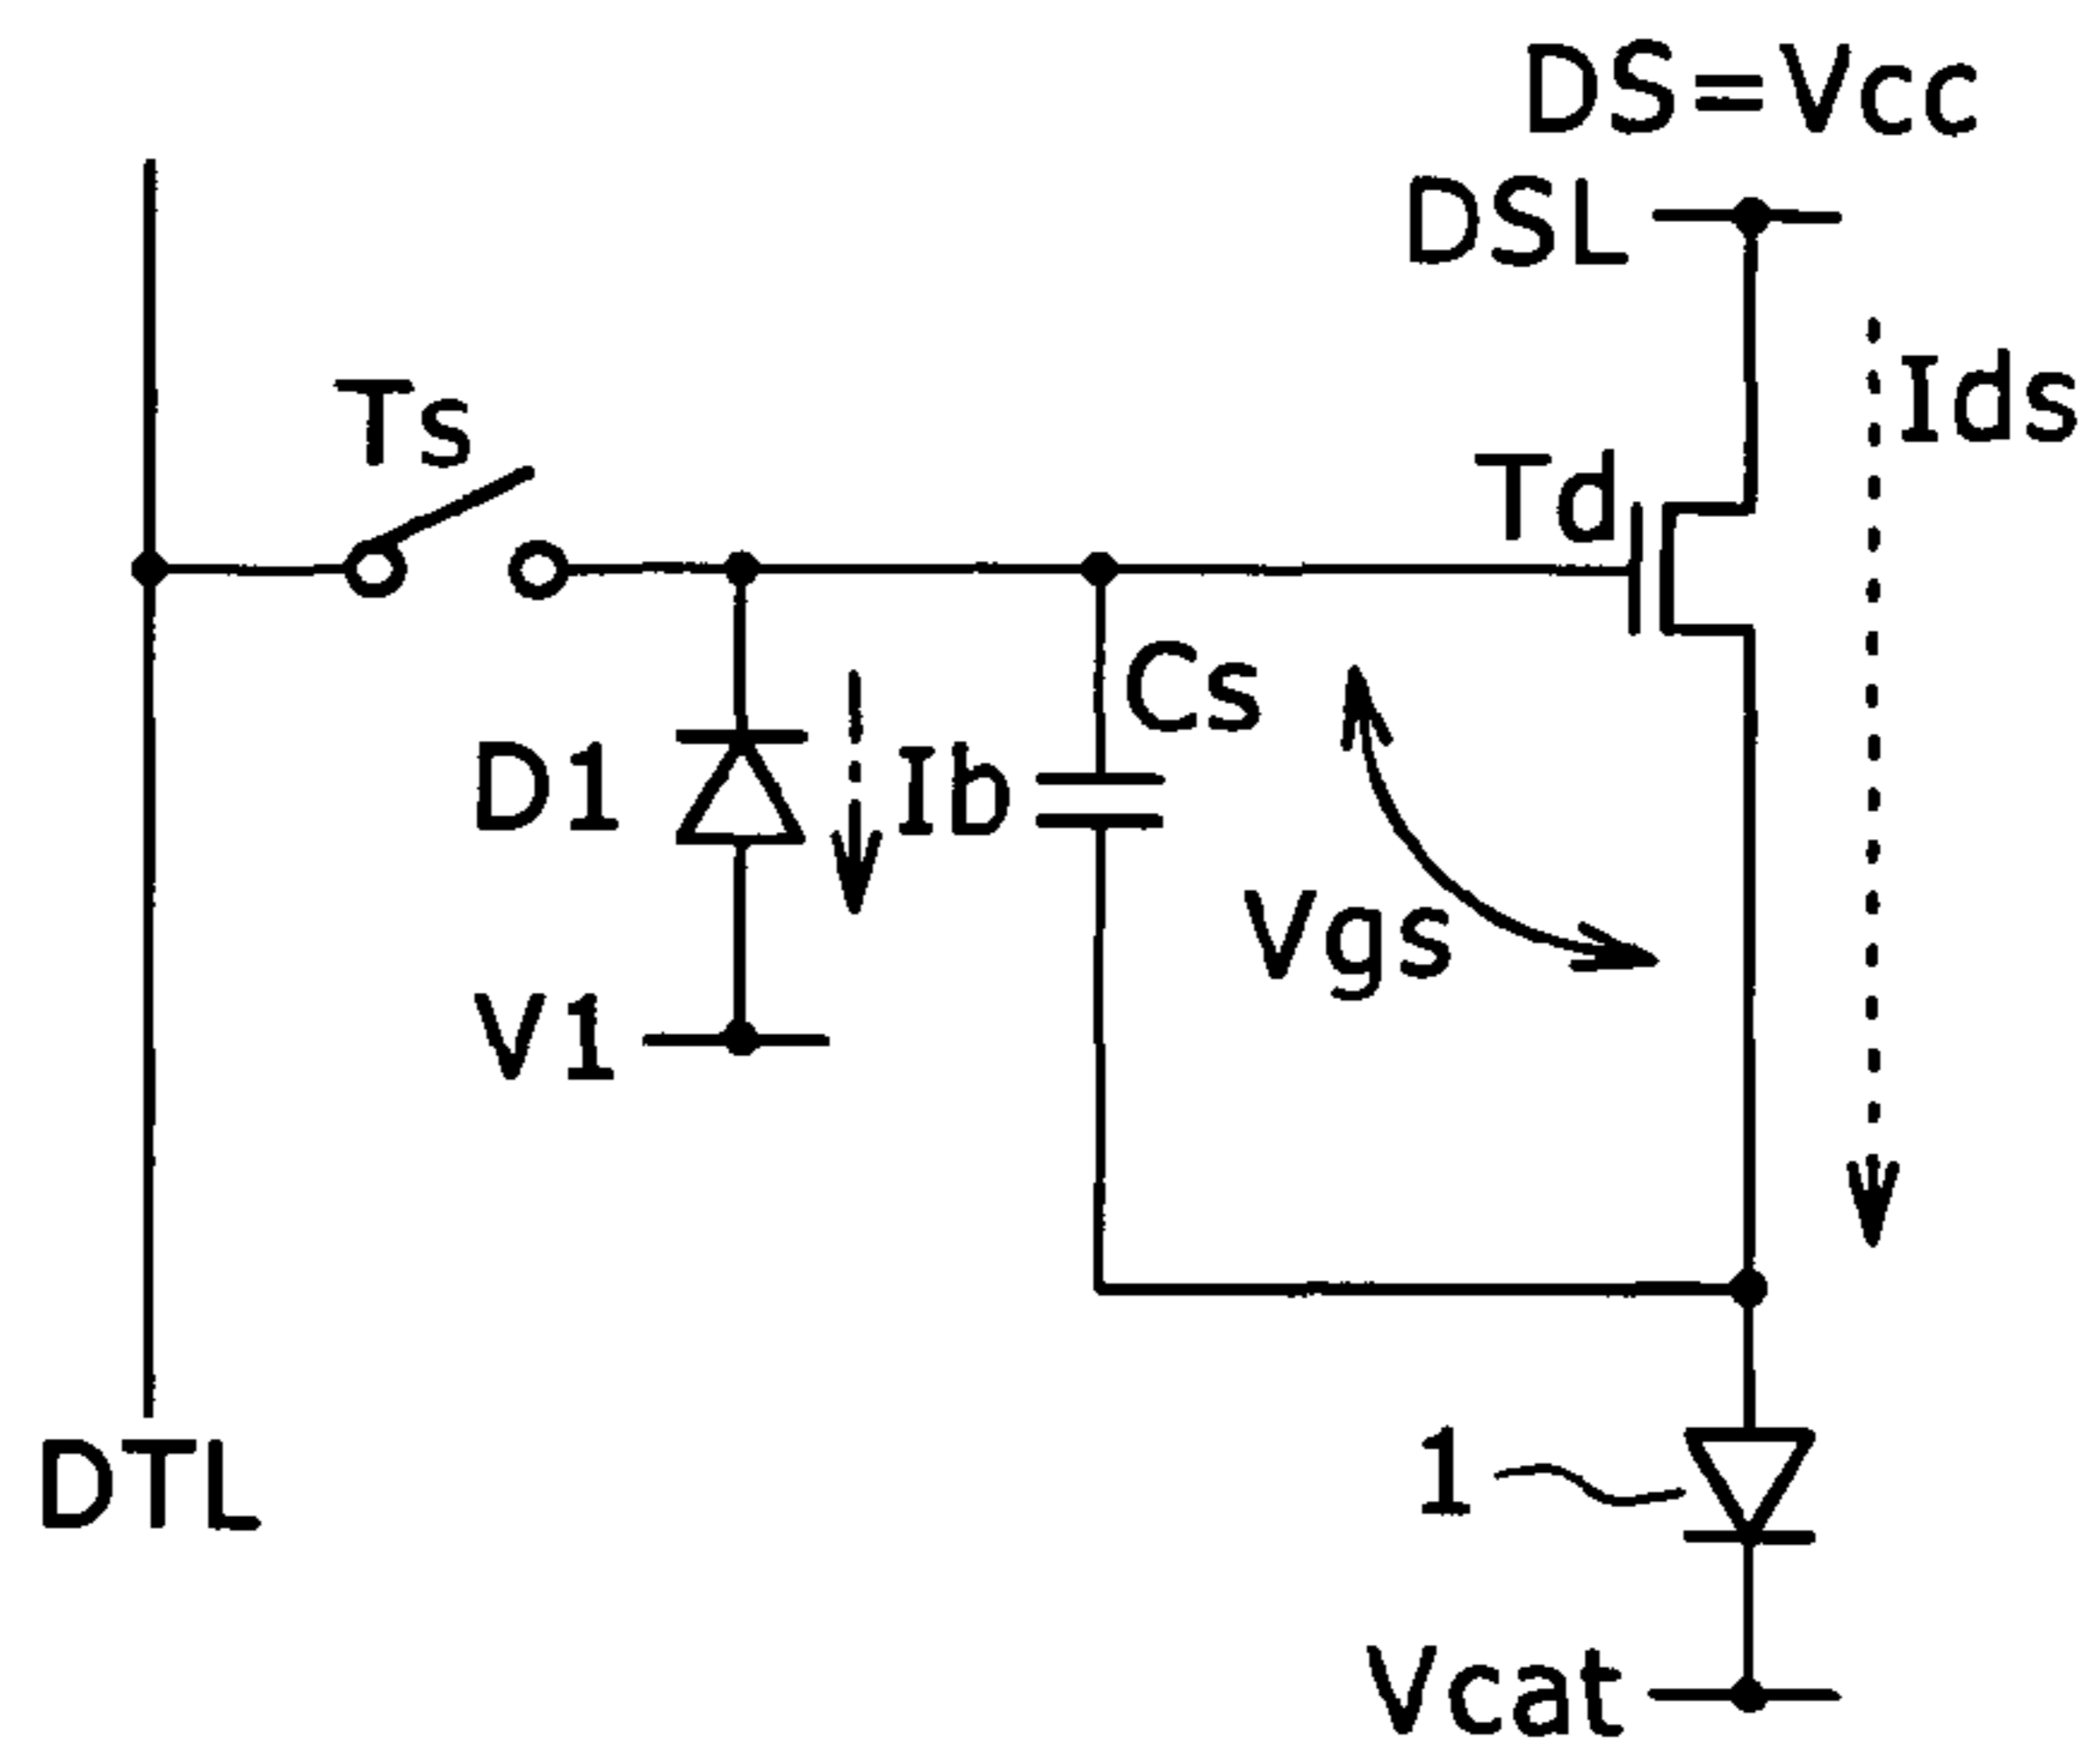 DS=Vcc
DSL
Ids
Ts
Td
Cs
D1
Ib
Vgs
V1
1
DTL
Vcat